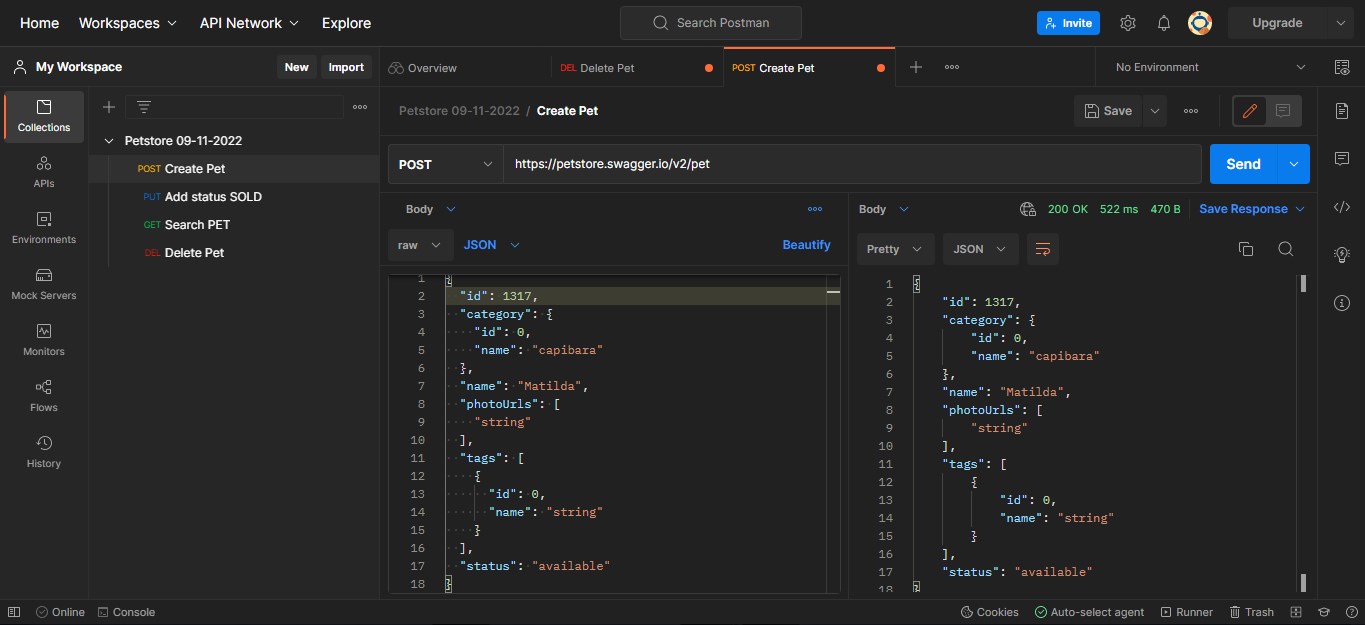 Home Workspaces API Network Explore Search Postman Invite Upgrade
My Workspace New Import Overview DEL Delete Pet POST Create Pet No Environment
Collections
APIs
Environments
Mock Servers
Monitors
Flows
History
Petstore 09-11-2022
POST Create Pet
PUT Add status SOLD
GET Search PET
DEL Delete Pet
Petstore 09-11-2022 / Create Pet Save
POST https://petstore.swagger.io/v2/pet Send
Body
raw JSON Beautify
1 {
2 "id": 1317,
3 "category": {
4 "id": 0,
5 "name": "capibara"
6 },
7 "name": "Matilda",
8 "photoUrls": [
9 "string"
10 ],
11 "tags": [
12 {
13 "id": 0,
14 "name": "string"
15 }
16 ],
17 "status": "available"
18 }
Body 200 OK 522 ms 470 B Save Response
Pretty JSON
1 {
2 "id": 1317,
3 "category": {
4 "id": 0,
5 "name": "capibara"
6 },
7 "name": "Matilda",
8 "photoUrls": [
9 "string"
10 ],
11 "tags": [
12 {
13 "id": 0,
14 "name": "string"
15 }
16 ],
17 "status": "available"
18 }
Online Console Cookies Auto-select agent Runner Trash